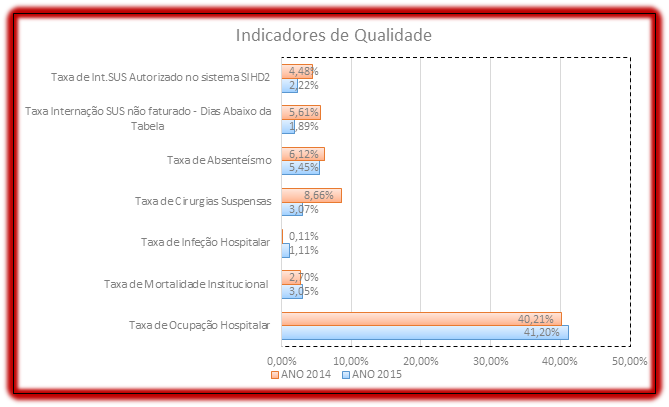 Indicadores de Qualidade
Taxa de Int.SUS Autorizado no sistema SIHD2
4,48%
2,22%
Taxa Internação SUS não faturado - Dias Abaixo da
Tabela
5,61%
1,89%
Taxa de Absenteísmo
6,12%
5,45%
Taxa de Cirurgias Suspensas
8,66%
3,07%
Taxa de Infeção Hospitalar
0,11%
1,11%
Taxa de Mortalidade Institucional
2,70%
3,05%
Taxa de Ocupação Hospitalar
40,21%
41,20%
0,00% 10,00% 20,00% 30,00% 40,00% 50,00%
ANO 2014 ANO 2015